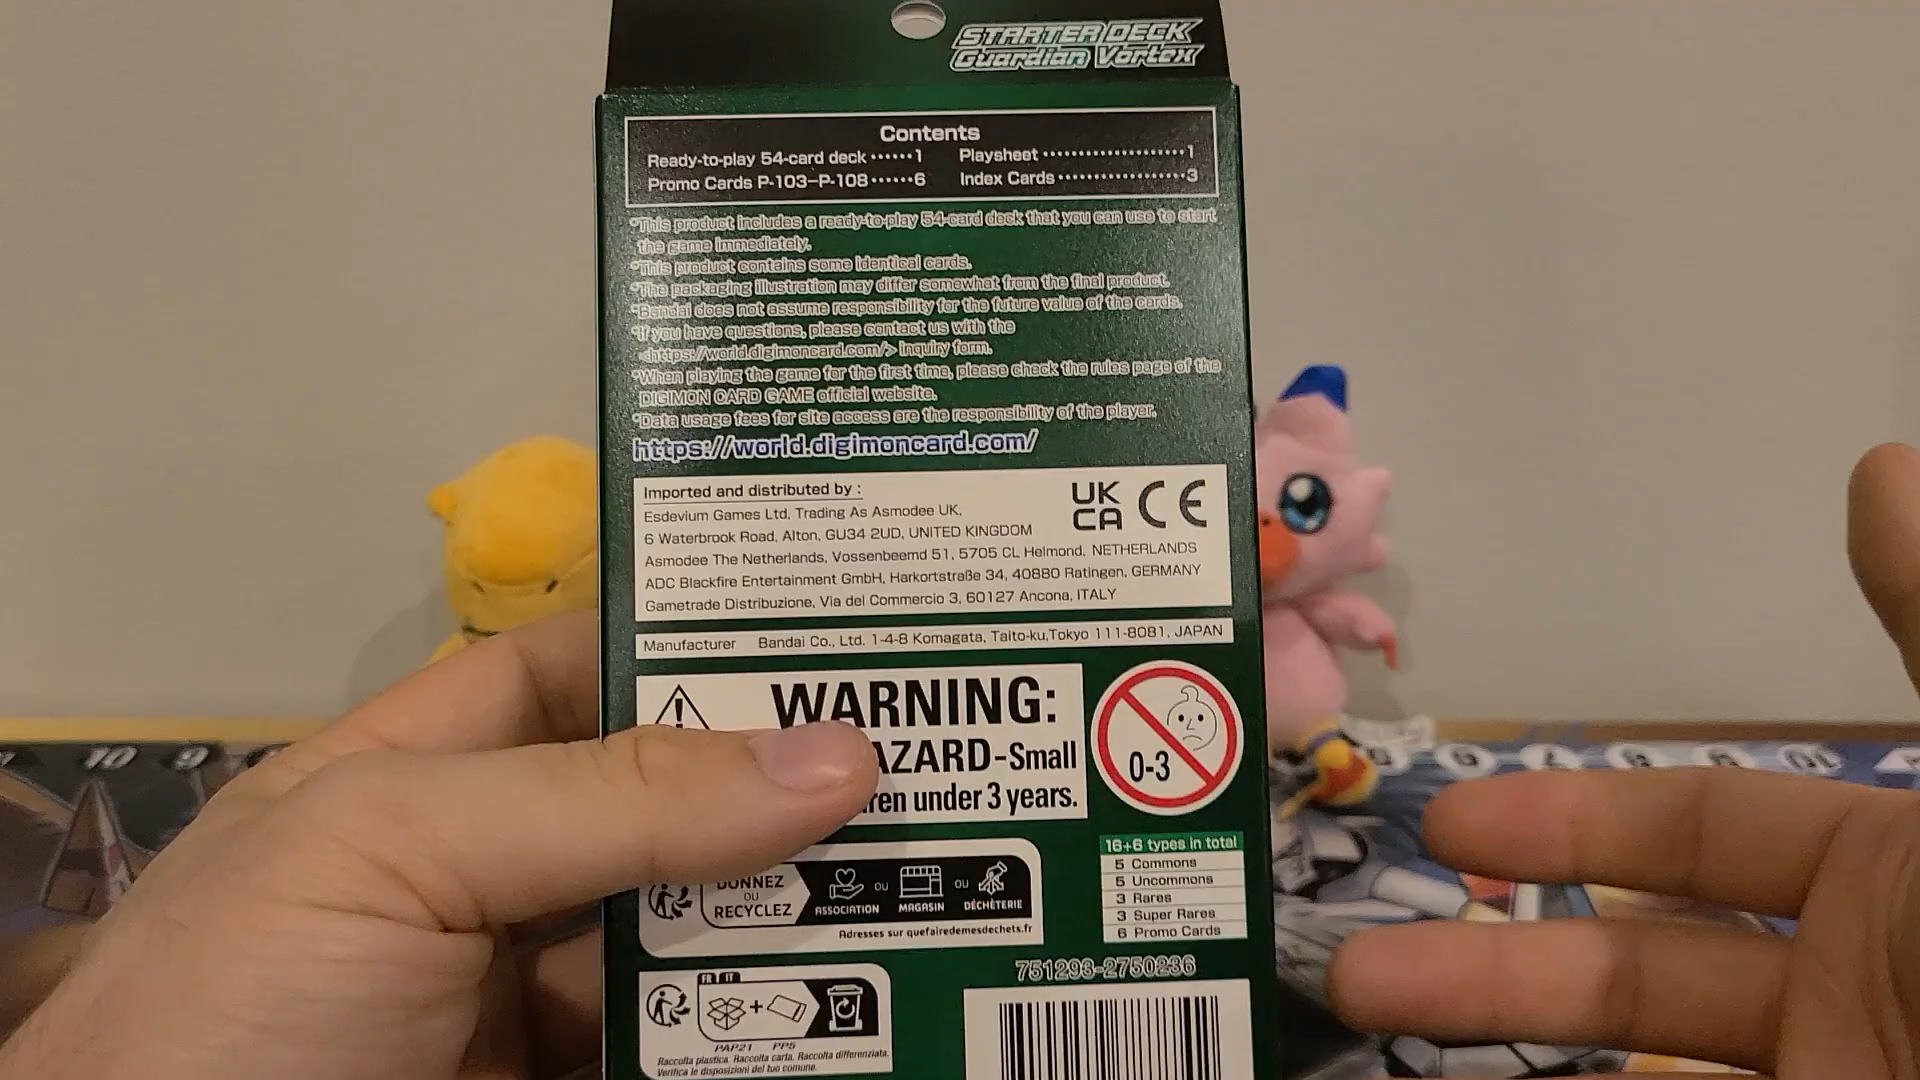 STARTER DECK
Guardian Vortex
Contents
Ready-to-play 54-card deck ······1
Playsheet ····················1
Promo Cards P-103–P-108······6
Index Cards ··················3
*This product includes a ready-to-play 54-card deck that you can use to start
the game immediately.
*This product contains some identical cards.
*The packaging illustration may differ somewhat from the final product.
*Bandai does not assume responsibility for the future value of the cards.
*If you have questions, please contact us with the
<https://world.digimoncard.com/> inquiry form.
*When playing the game for the first time, please check the rules page of the
DIGIMON CARD GAME official website.
*Data usage fees for site access are the responsibility of the player.
https://world.digimoncard.com/
Imported and distributed by :
UK
CA CE
Esdevium Games Ltd, Trading As Asmodee UK,
6 Waterbrook Road, Alton, GU34 2UD, UNITED KINGDOM
Asmodee The Netherlands, Vossenbeemd 51, 5705 CL Helmond, NETHERLANDS
ADC Blackfire Entertainment GmbH, Harkortstraße 34, 40880 Ratingen, GERMANY
Gametrade Distribuzione, Via del Commercio 3, 60127 Ancona, ITALY
Manufacturer Bandai Co., Ltd. 1-4-8 Komagata, Taito-ku,Tokyo 111-8081, JAPAN
WARNING:
AZARD-Small
ren under 3 years.
0-3
DONNEZ
OU
RECYCLEZ
ASSOCIATION
OU
MAGASIN
OU
DÉCHÈTERIE
Adresses sur quefairedemesdechets.fr
16+6 types in total
5 Commons
5 Uncommons
3 Rares
3 Super Rares
6 Promo Cards
751293-2750236
FR IT
+
PAP21 PP5
Raccolta plastica. Raccolta carta. Raccolta differenziata.
Verifica le disposizioni del tuo comune.
10 9
6 7 8 9 10